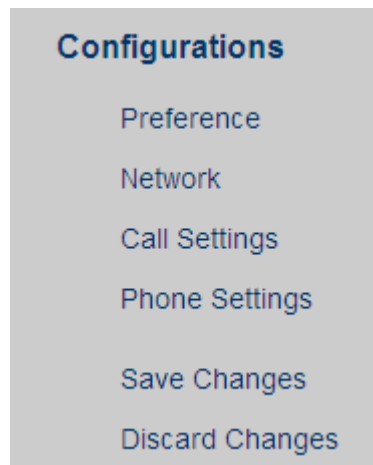 Configurations
Preference
Network
Call Settings
Phone Settings
Save Changes
Discard Changes